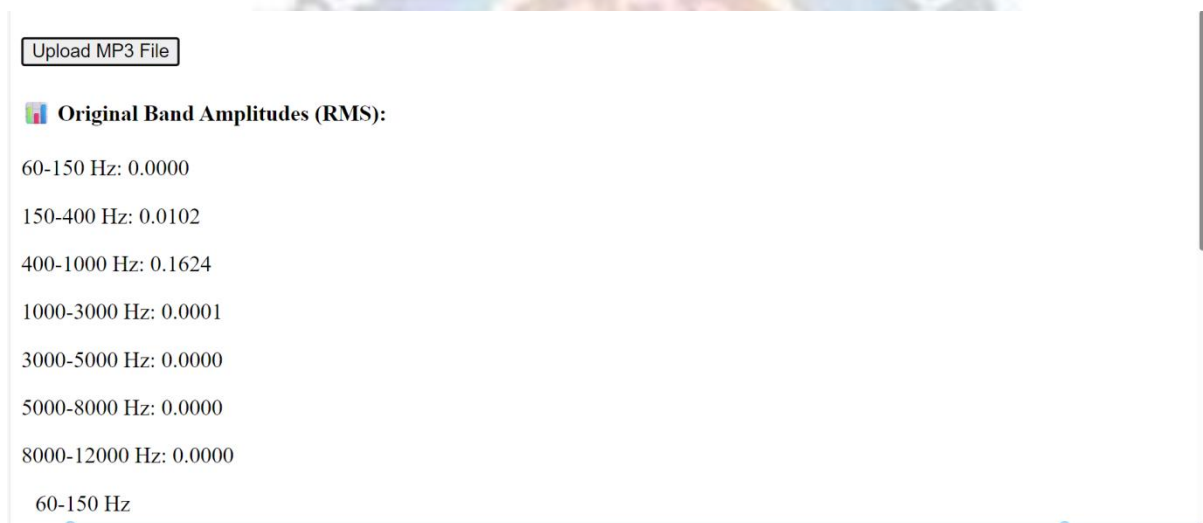 Upload MP3 File
📊 Original Band Amplitudes (RMS):
60-150 Hz: 0.0000
150-400 Hz: 0.0102
400-1000 Hz: 0.1624
1000-3000 Hz: 0.0001
3000-5000 Hz: 0.0000
5000-8000 Hz: 0.0000
8000-12000 Hz: 0.0000
60-150 Hz